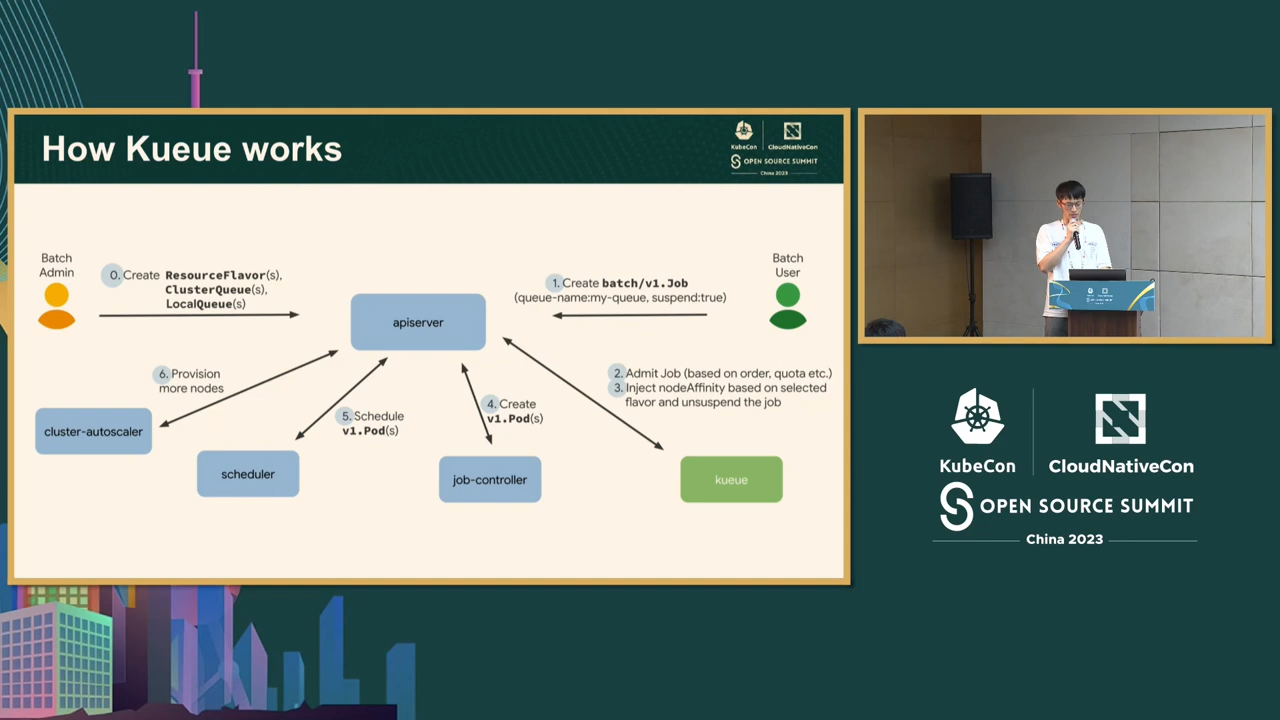 How Kueue works
KubeCon
CloudNativeCon
OPEN SOURCE SUMMIT
China 2023
Batch
Admin
0. Create ResourceFlavor(s),
ClusterQueue(s),
LocalQueue(s)
apiserver
1. Create batch/v1.Job
(queue-name:my-queue, suspend:true)
Batch
User
6. Provision
more nodes
5. Schedule
v1.Pod(s)
4. Create
v1.Pod(s)
2. Admit Job (based on order, quota etc.)
3. Inject nodeAffinity based on selected
flavor and unsuspend the job
cluster-autoscaler
scheduler
job-controller
kueue
KubeCon
CloudNativeCon
OPEN SOURCE SUMMIT
China 2023